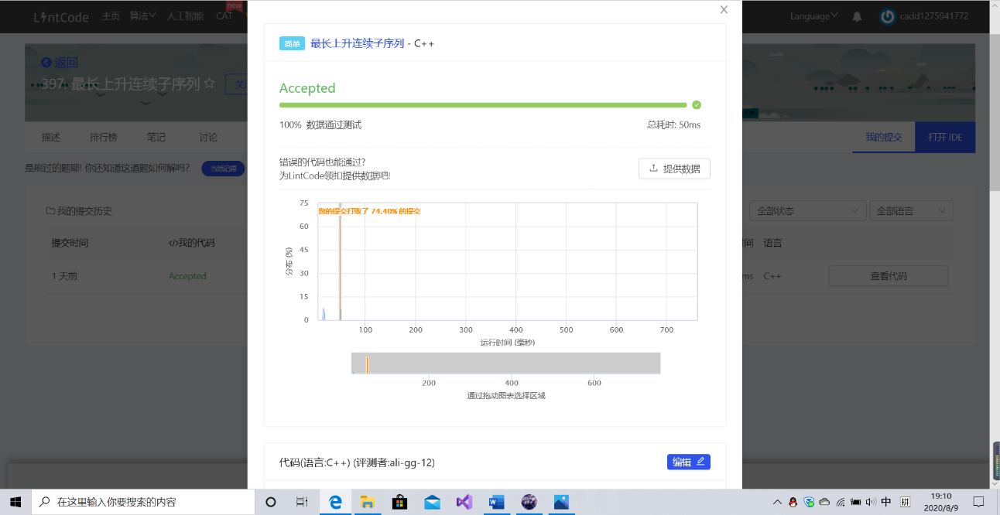 LintCode 主页 算法 人工智能 CAT new Language cadd1275941772
返回
397. 最长上升连续子序列
描述 排行榜 笔记 讨论 我的提交 打开 IDE
是刷过的题耶! 你还知道这道题如何解吗? 当然记得
我的提交历史 全部状态 全部语言
提交时间 </>我的代码 语言
1 天前 Accepted ms C++ 查看代码
简单 最长上升连续子序列 - C++
Accepted
100% 数据通过测试 总耗时: 50ms
错误的代码也能通过?
为LintCode领扣提供数据吧! 提供数据
您的提交打败了 74.40% 的提交
75
60
45
30
15
0
分布 (%)
100 200 300 400 500 600 700
运行时间 (毫秒)
200 400 600
通过拖动图表选择区域
代码(语言:C++) (评测者:ali-gg-12) 编辑
在这里输入你要搜索的内容 中 拼 19:10
2020/8/9